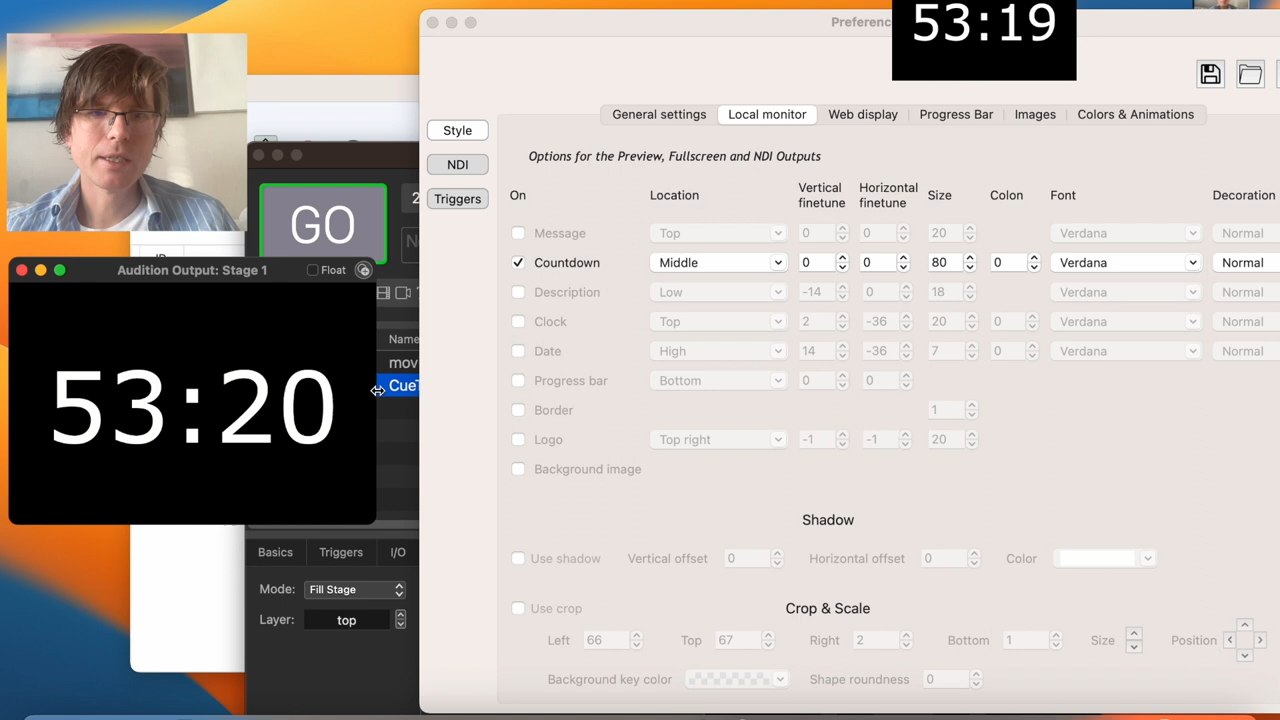 53:19
Preferenc
General settings Local monitor Web display Progress Bar Images Colors & Animations
Style
NDI
Triggers
Options for the Preview, Fullscreen and NDI Outputs
On Location Vertical finetune Horizontal finetune Size Colon Font Decoration
Message Top 0 0 20 Verdana Normal
Countdown Middle 0 0 80 0 Verdana Normal
Description Low -14 0 18 Verdana Normal
Clock Top 2 -36 20 0 Verdana Normal
Date High 14 -36 7 0 Verdana Normal
Progress bar Bottom 0 0
Border 1
Logo Top right -1 -1 20
Background image
Shadow
Use shadow Vertical offset 0 Horizontal offset 0 Color
Use crop Crop & Scale
Left 66 Top 67 Right 2 Bottom 1 Size Position
Background key color Shape roundness 0
GO
2
Audition Output: Stage 1 Float
53:20
Name
mov
CueT
Basics Triggers I/O
Mode: Fill Stage
Layer: top